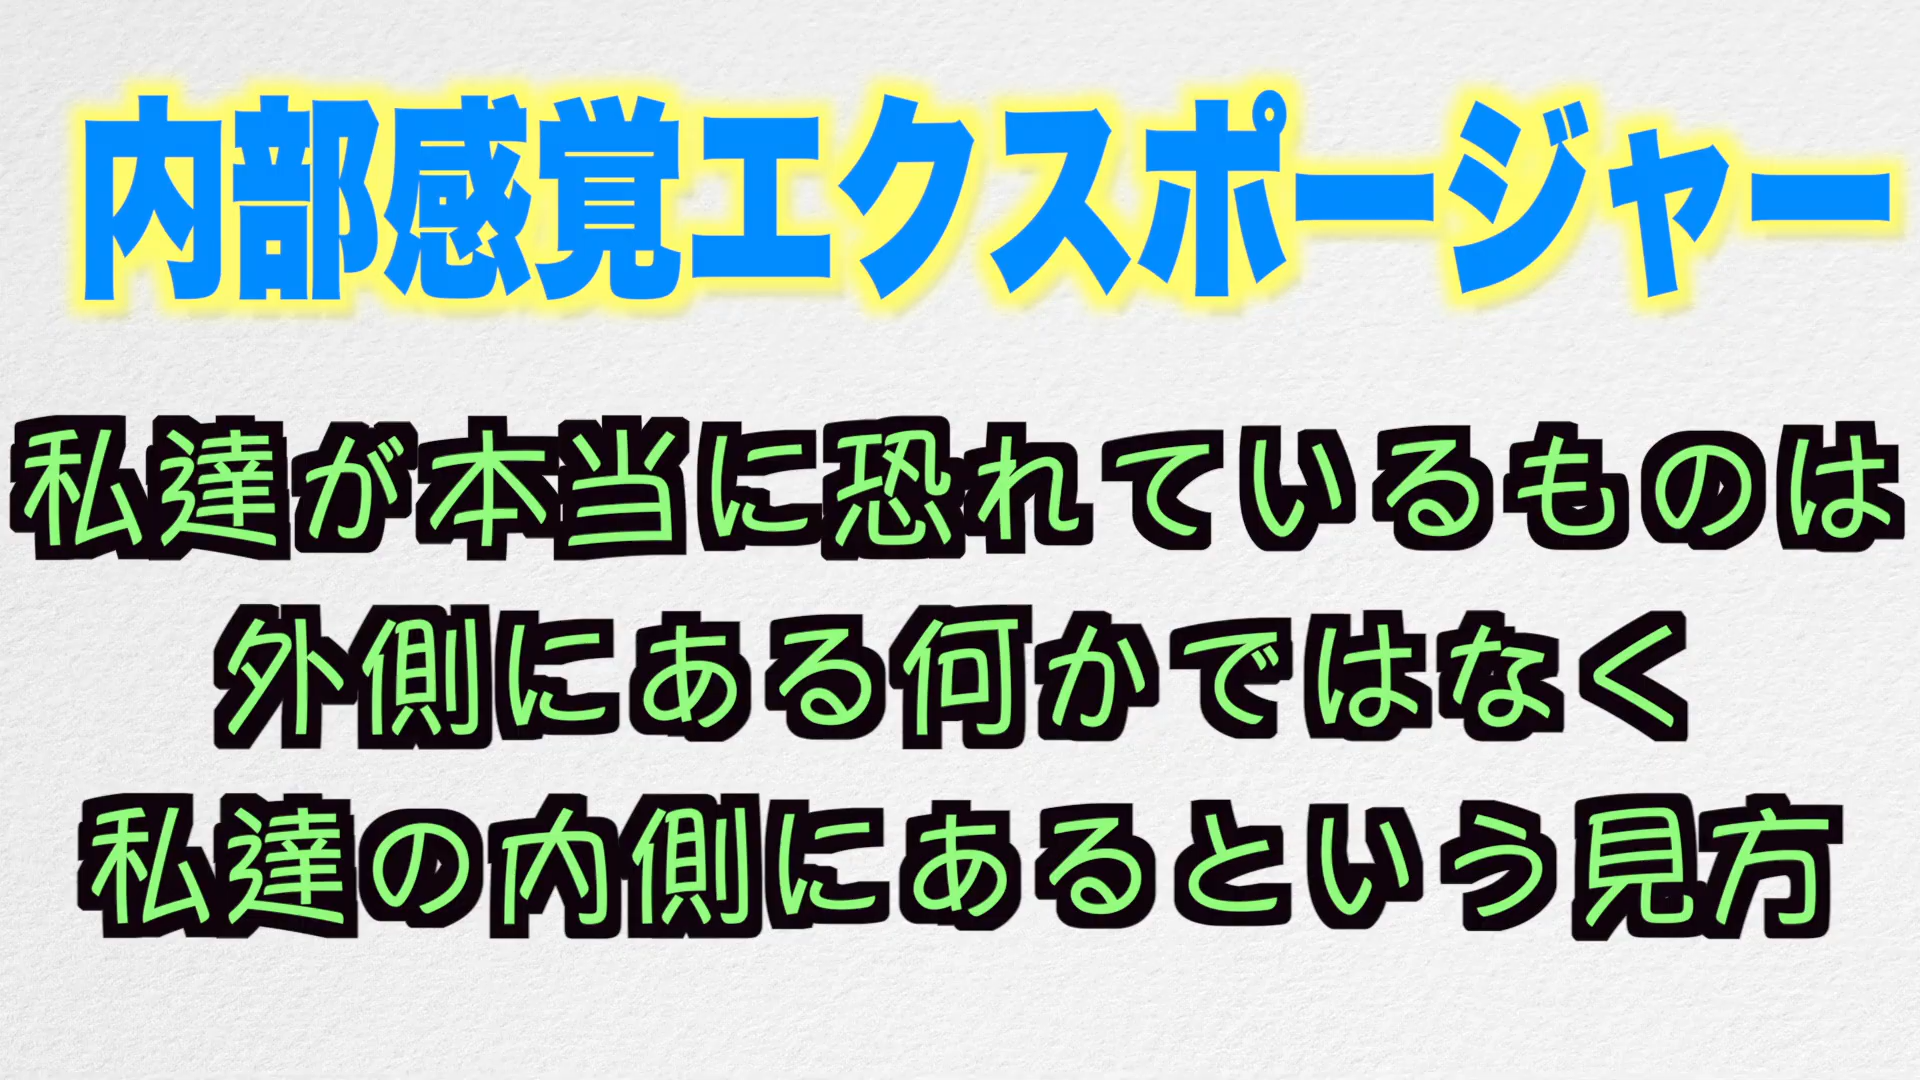 内部感覚エクスポージャー
私達が本当に恐れているものは
外側にある何かではなく
私達の内側にあるという見方